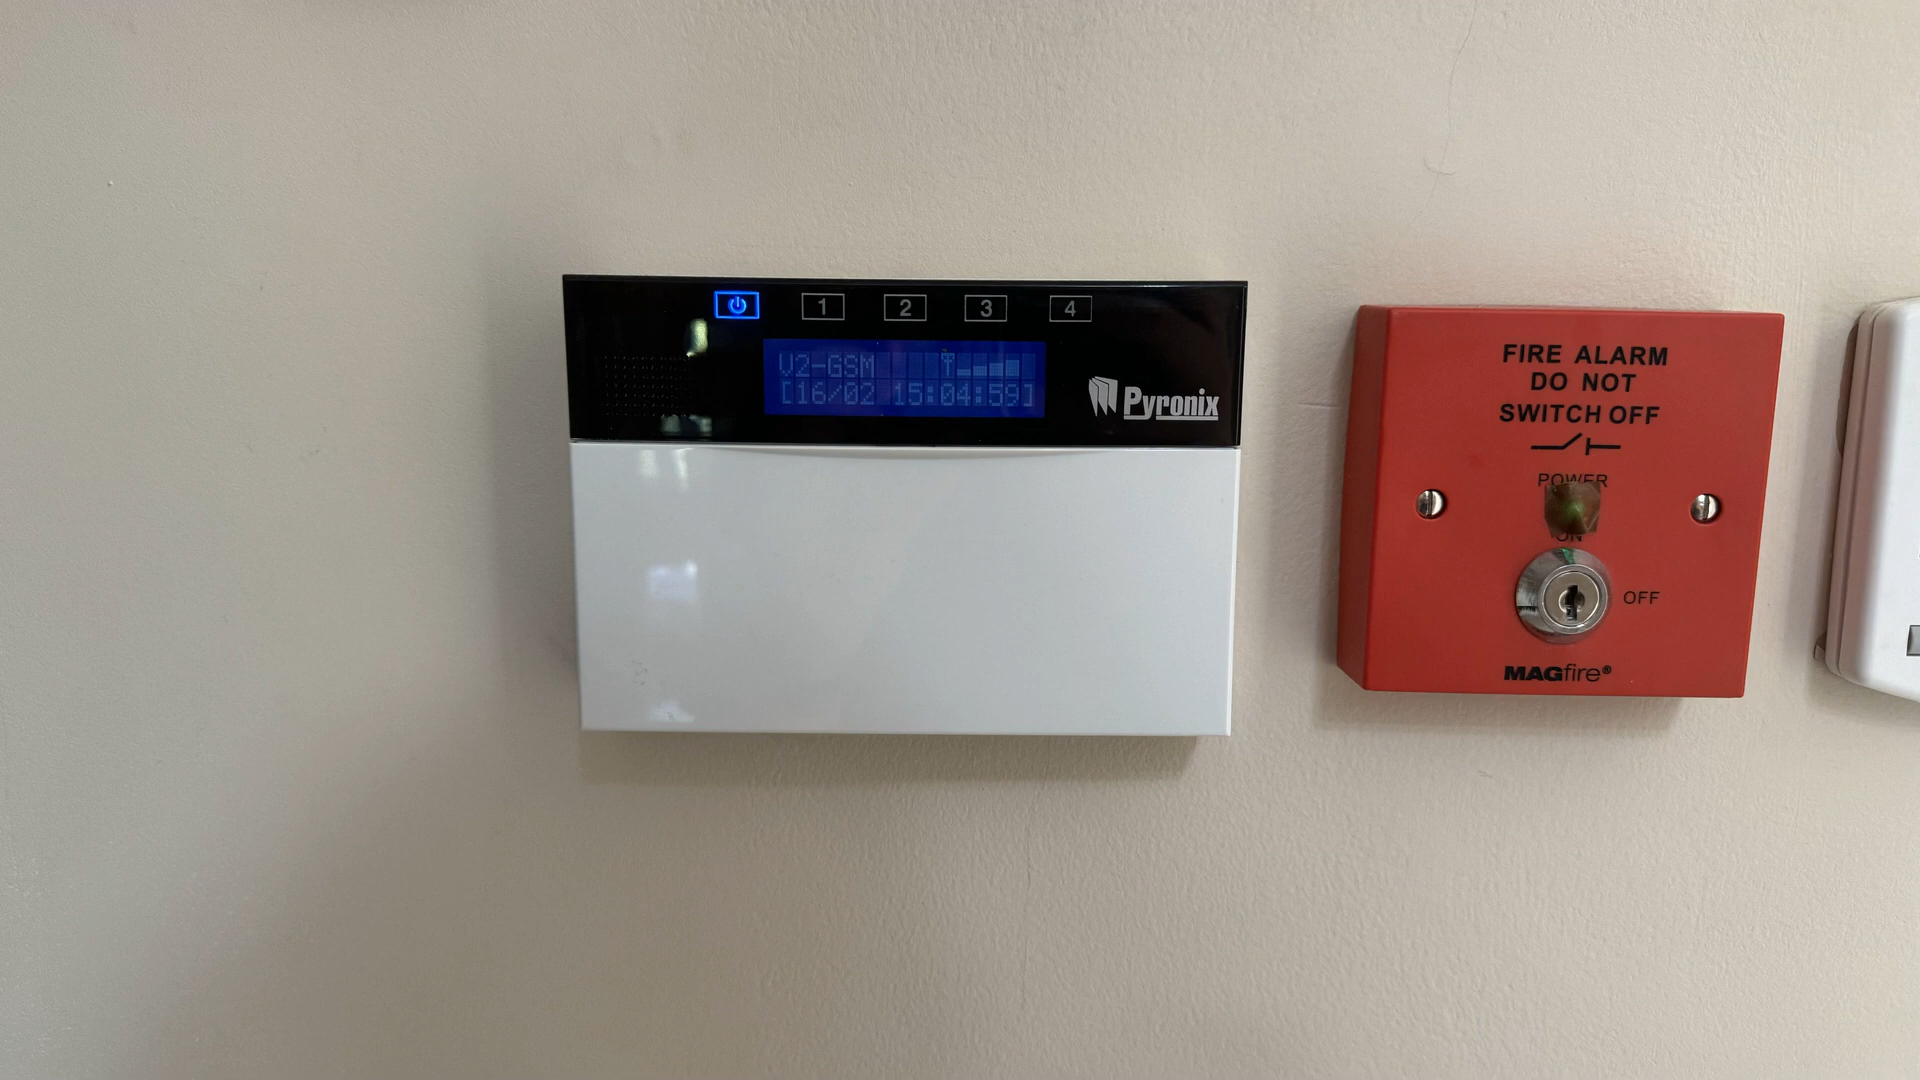 1 2 3 4
V2-GSM
[16/02 15:04:59]
Pyronix
FIRE ALARM
DO NOT
SWITCH OFF
POWER
ON
OFF
MAGfire®